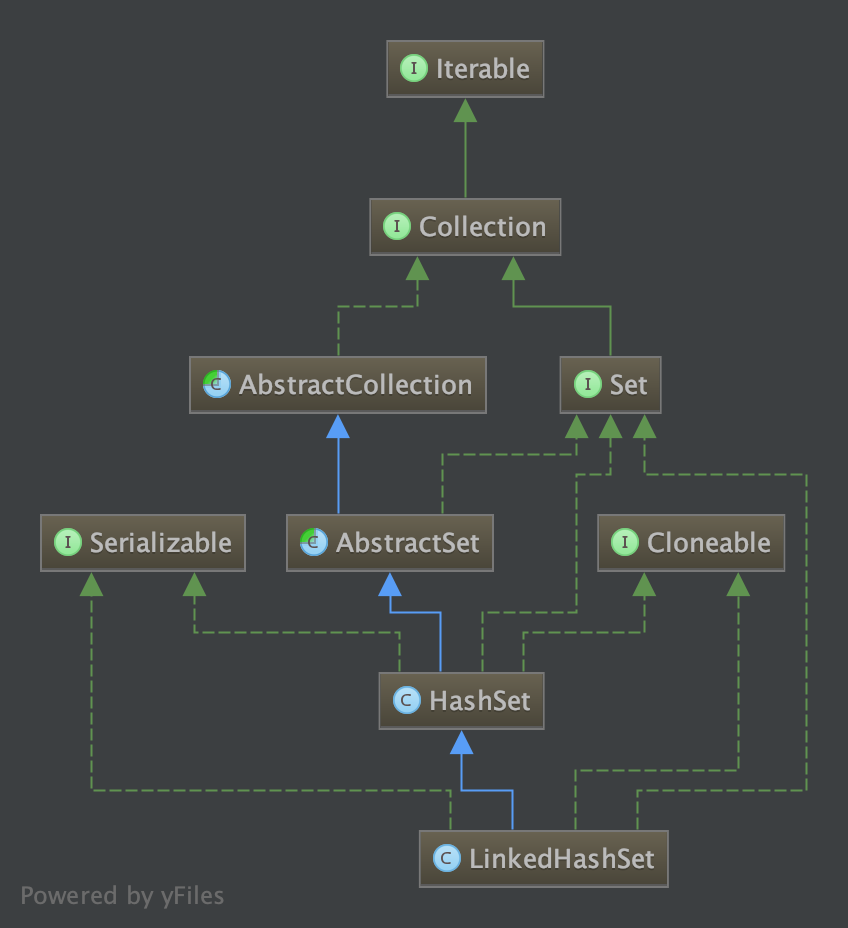 I Iterable
I Collection
C AbstractCollection
I Set
I Serializable
C AbstractSet
I Cloneable
C HashSet
C LinkedHashSet
Powered by yFiles